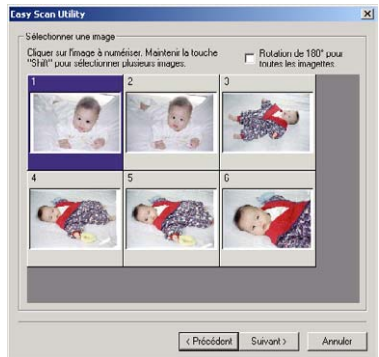 Easy Scan Utility
Sélectionner une image
Cliquer sur l'image à numériser. Maintenir la touche
"Shift" pour sélectionner plusieurs images.
Rotation de 180° pour
toutes les imagettes.
1 2 3
4 5 6
< Précédent Suivant > Annuler